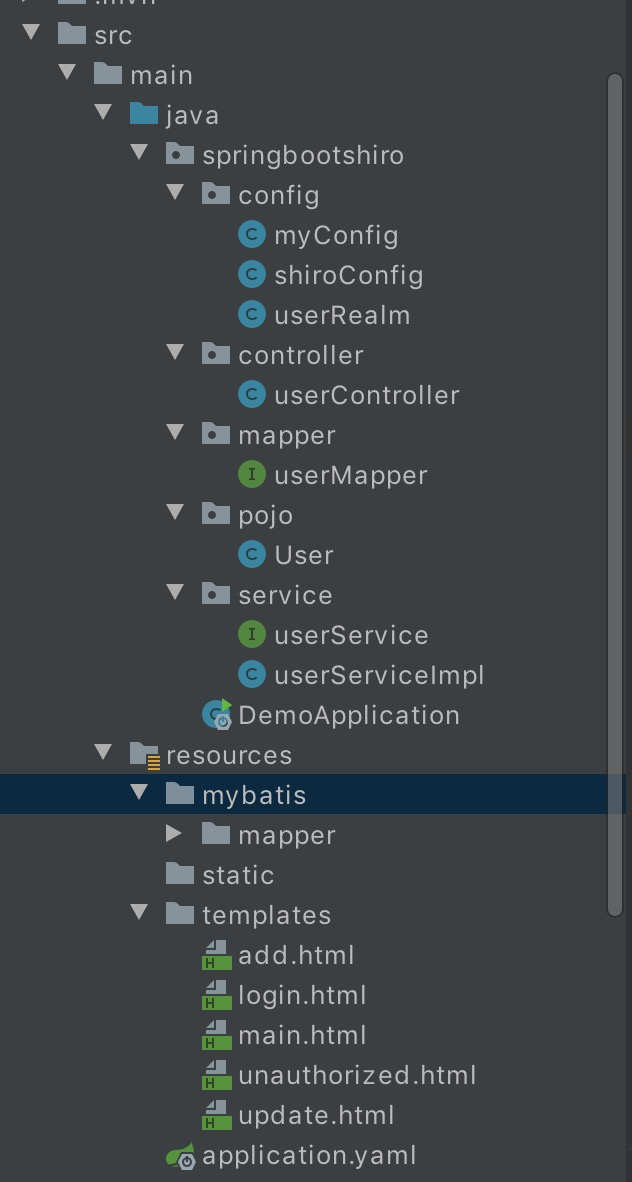 src
main
java
springbootshiro
config
myConfig
shiroConfig
userRealm
controller
userController
mapper
userMapper
pojo
User
service
userService
userServiceImpl
DemoApplication
resources
mybatis
mapper
static
templates
add.html
login.html
main.html
unauthorized.html
update.html
application.yaml